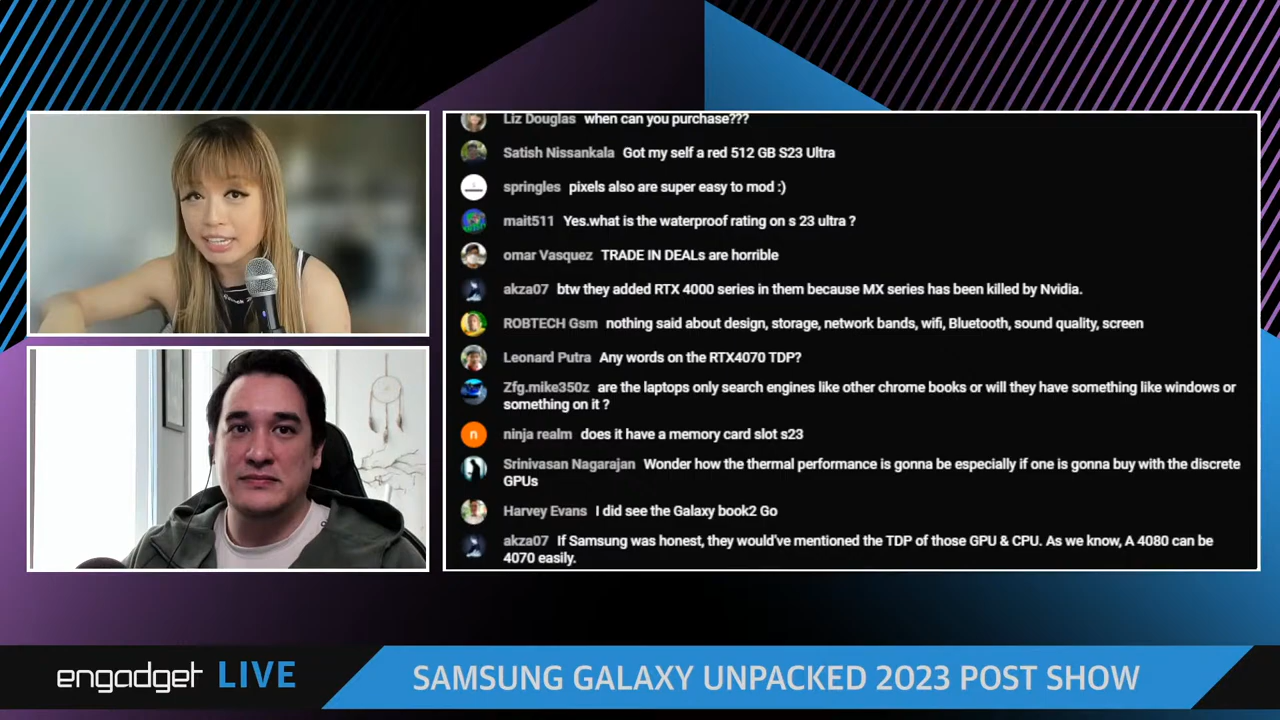 Liz Douglas when can you purchase???
Satish Nissankala Got my self a red 512 GB S23 Ultra
springles pixels also are super easy to mod :)
mait511 Yes.what is the waterproof rating on s 23 ultra ?
omar Vasquez TRADE IN DEALs are horrible
akza07 btw they added RTX 4000 series in them because MX series has been killed by Nvidia.
ROBTECH Gsm nothing said about design, storage, network bands, wifi, Bluetooth, sound quality, screen
Leonard Putra Any words on the RTX4070 TDP?
Zfg.mike350z are the laptops only search engines like other chrome books or will they have something like windows or
something on it ?
n ninja realm does it have a memory card slot s23
Srinivasan Nagarajan Wonder how the thermal performance is gonna be especially if one is gonna buy with the discrete
GPUs
Harvey Evans I did see the Galaxy book2 Go
akza07 If Samsung was honest, they would've mentioned the TDP of those GPU & CPU. As we know, A 4080 can be
4070 easily.
engadget LIVE
SAMSUNG GALAXY UNPACKED 2023 POST SHOW